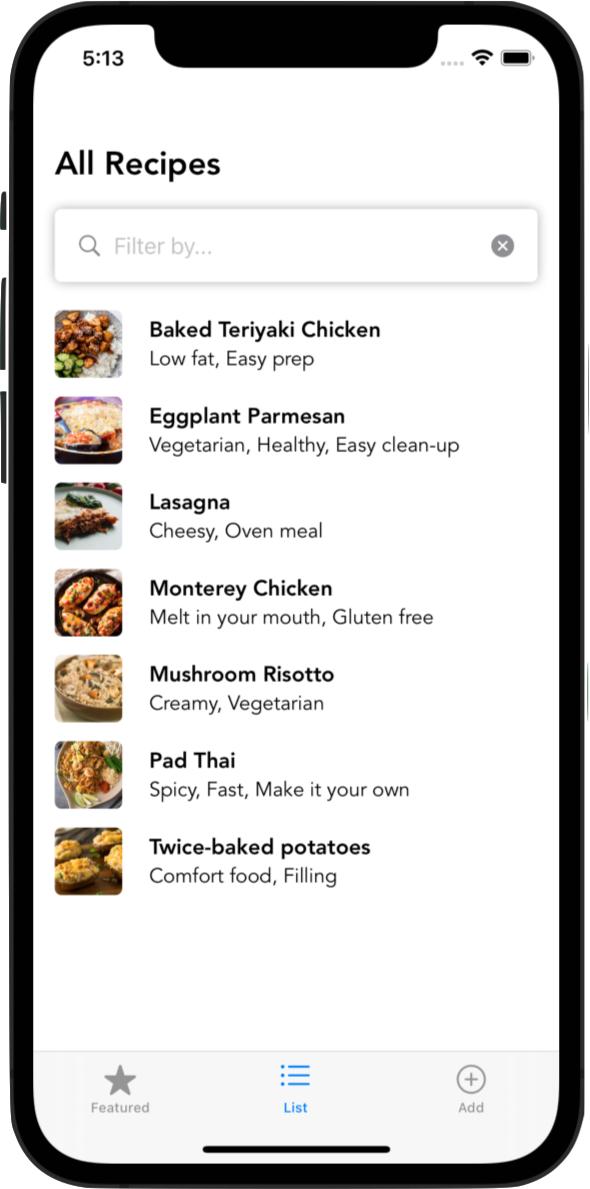 5:13
All Recipes
Filter by...
Baked Teriyaki Chicken
Low fat, Easy prep
Eggplant Parmesan
Vegetarian, Healthy, Easy clean-up
Lasagna
Cheesy, Oven meal
Monterey Chicken
Melt in your mouth, Gluten free
Mushroom Risotto
Creamy, Vegetarian
Pad Thai
Spicy, Fast, Make it your own
Twice-baked potatoes
Comfort food, Filling
Featured
List
Add